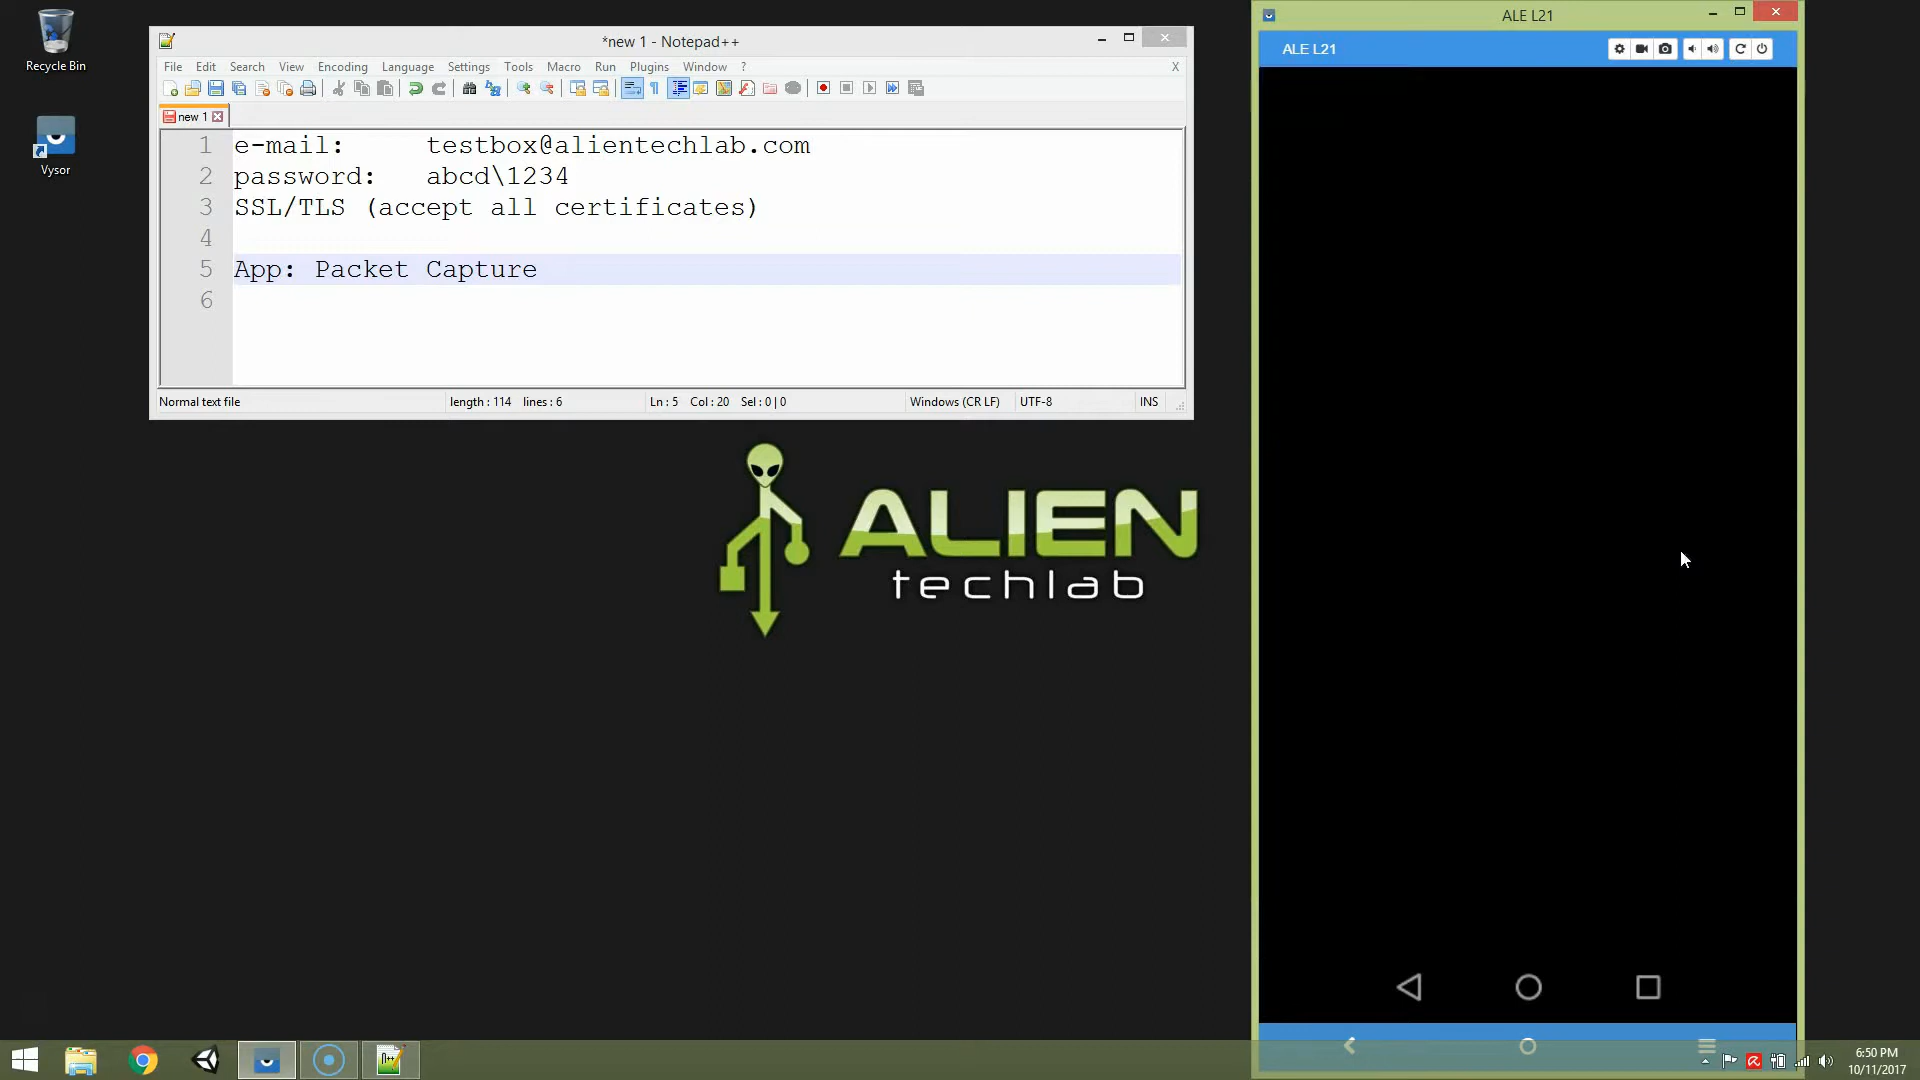 Recycle Bin
Vysor
*new 1 - Notepad++
File Edit Search View Encoding Language Settings Tools Macro Run Plugins Window ? X
new 1
1 e-mail: testbox@alientechlab.com
2 password: abcd\1234
3 SSL/TLS (accept all certificates)
4
5 App: Packet Capture
6
Normal text file length : 114 lines : 6 Ln : 5 Col : 20 Sel : 0 | 0 Windows (CR LF) UTF-8 INS
ALIEN
techlab
ALE L21
ALE L21
6:50 PM
10/11/2017